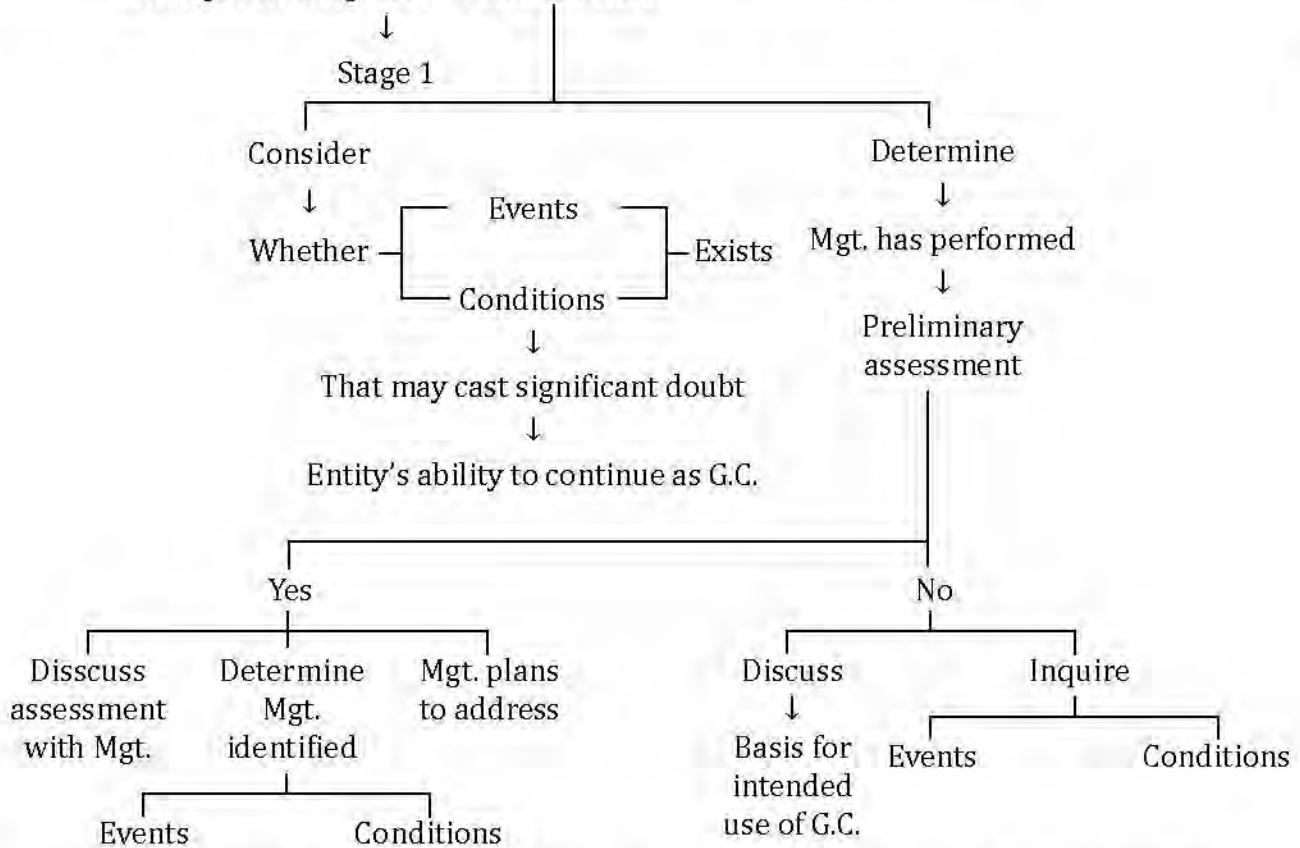 ↓
Stage 1
Consider
Determine
↓
↓
Events
Whether
Exists
Mgt. has performed
Conditions
↓
↓
Preliminary
assessment
That may cast significant doubt
↓
Entity's ability to continue as G.C.
Yes
No
Disscuss
assessment
with Mgt.
Determine
Mgt.
identified
Mgt. plans
to address
Discuss
↓
Basis for
intended
use of G.C.
Inquire
Events
Conditions
Events
Conditions